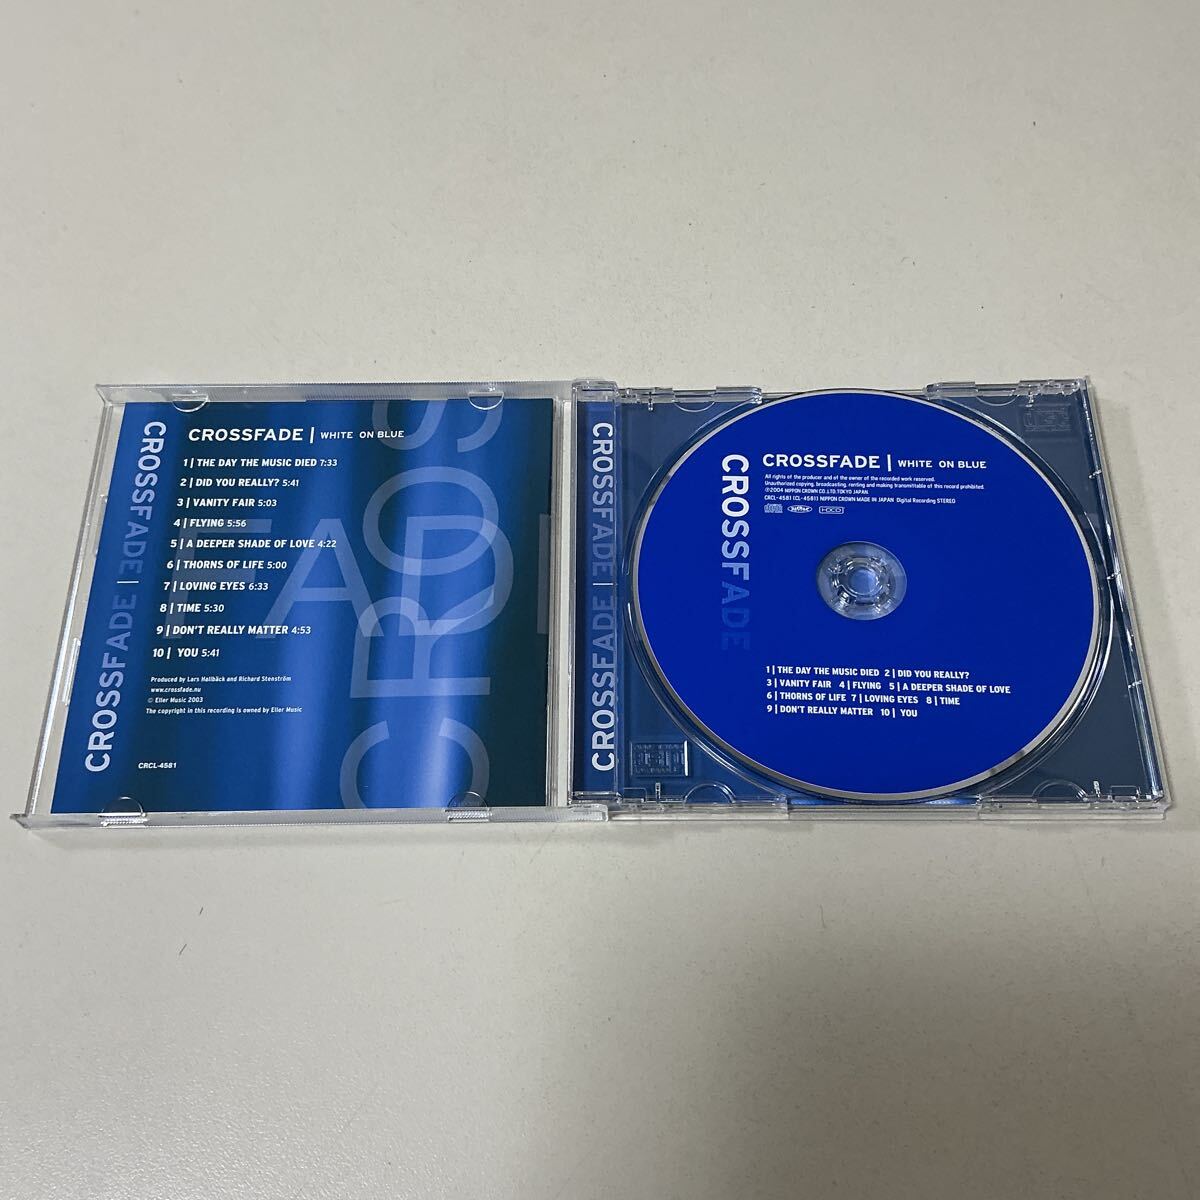 CROSSFADE | WHITE ON BLUE
1 | THE DAY THE MUSIC DIED 7:33
2 | DID YOU REALLY? 5:41
3 | VANITY FAIR 5:03
4 | FLYING 5:56
5 | A DEEPER SHADE OF LOVE 4:22
6 | THORNS OF LIFE 5:00
7 | LOVING EYES 6:33
8 | TIME 5:30
9 | DON'T REALLY MATTER 4:53
10 | YOU 5:41
Produced by Lars Hallbäck and Richard Stenström
www.crossfade.nu
© Eller Music 2003
The copyright in this recording is owned by Eller Music
CRCL-4581
CROSSFADE | CROSSFADE
CROSS
FADE
CROSSFADE | CROSSFADE
CROSSFADE | WHITE ON BLUE
All rights of the producer and of the owner of the recorded work reserved.
Unauthorized copying, broadcasting, renting and making transmittable of this record prohibited.
℗2004 NIPPON CROWN CO.,LTD.TOKYO JAPAN.
CRCL-4581 (CL-4581) NIPPON CROWN MADE IN JAPAN Digital Recording STEREO
HDCD
CROSSFADE
1 | THE DAY THE MUSIC DIED 2 | DID YOU REALLY?
3 | VANITY FAIR 4 | FLYING 5 | A DEEPER SHADE OF LOVE
6 | THORNS OF LIFE 7 | LOVING EYES 8 | TIME
9 | DON'T REALLY MATTER 10 | YOU